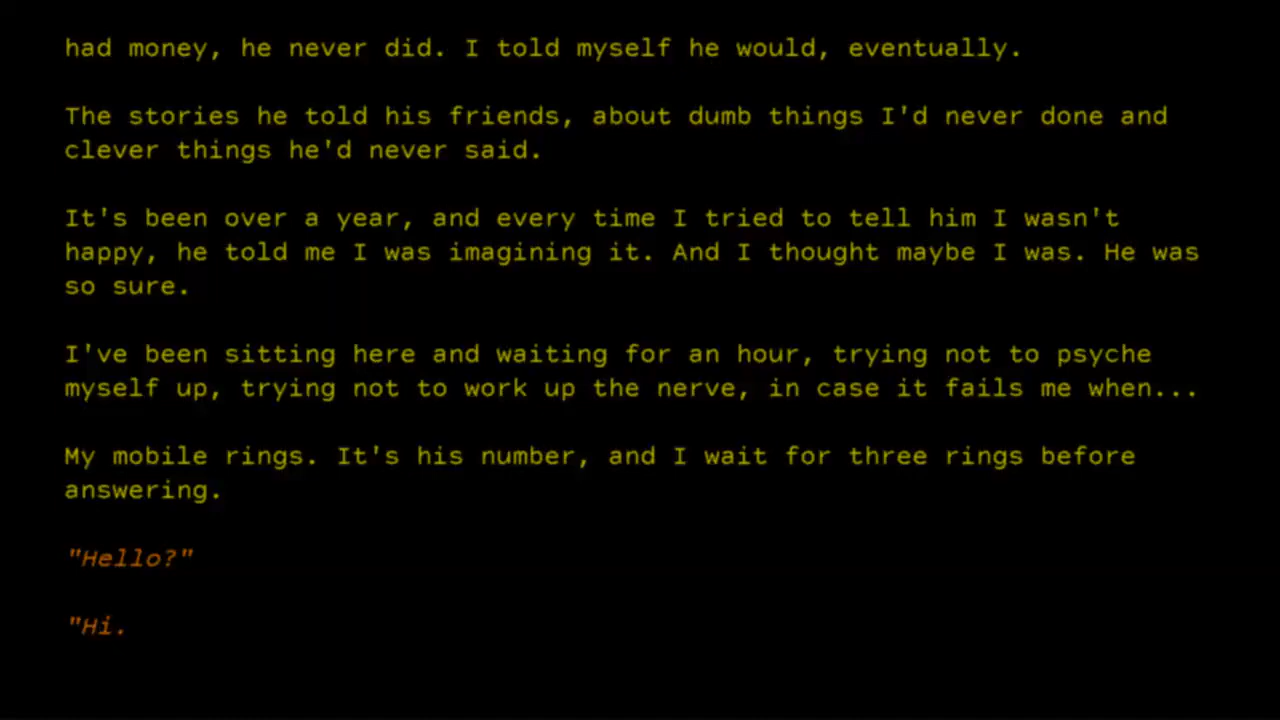 had money, he never did. I told myself he would, eventually.
The stories he told his friends, about dumb things I'd never done and
clever things he'd never said.
It's been over a year, and every time I tried to tell him I wasn't
happy, he told me I was imagining it. And I thought maybe I was. He was
so sure.
I've been sitting here and waiting for an hour, trying not to psyche
myself up, trying not to work up the nerve, in case it fails me when...
My mobile rings. It's his number, and I wait for three rings before
answering.
"Hello?"
"Hi.